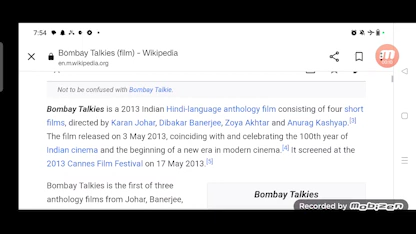 7:54
Bombay Talkies (film) - Wikipedia
en.m.wikipedia.org
Not to be confused with Bombay Talkie.
Bombay Talkies is a 2013 Indian Hindi-language anthology film consisting of four short
films, directed by Karan Johar, Dibakar Banerjee, Zoya Akhtar and Anurag Kashyap.[3]
The film released on 3 May 2013, coinciding with and celebrating the 100th year of
Indian cinema and the beginning of a new era in modern cinema.[4] It screened at the
2013 Cannes Film Festival on 17 May 2013.[5]
Bombay Talkies is the first of three
anthology films from Johar, Banerjee,
Bombay Talkies
Recorded by Mobizen